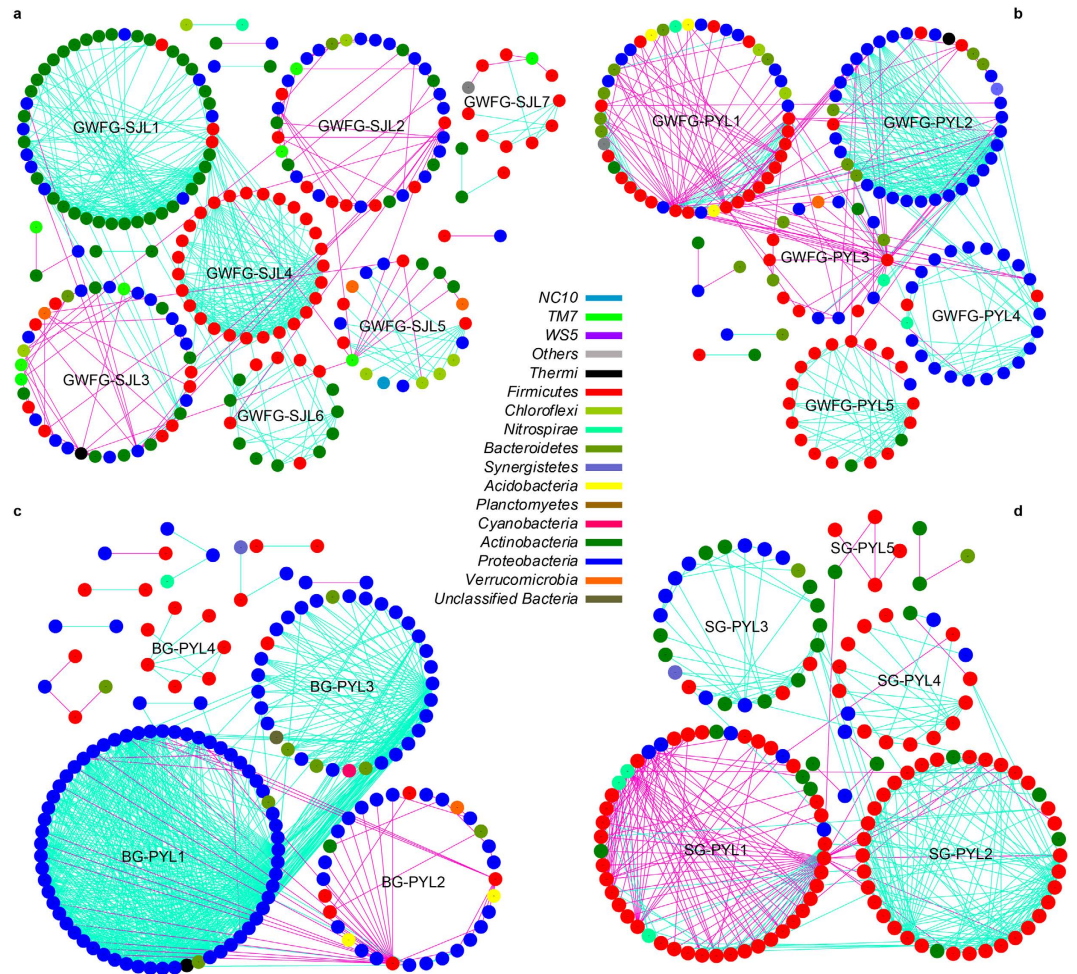 a
b
GWFG-SJL1
GWFG-SJL2
GWFG-SJL7
GWFG-SJL4
GWFG-SJL3
GWFG-SJL5
GWFG-SJL6
GWFG-PYL1
GWFG-PYL2
GWFG-PYL3
GWFG-PYL4
GWFG-PYL5
NC10
TM7
WS5
Others
Thermi
Firmicutes
Chloroflexi
Nitrospirae
Bacteroidetes
Synergistetes
Acidobacteria
Planctomyetes
Cyanobacteria
Actinobacteria
Proteobacteria
Verrucomicrobia
Unclassified Bacteria
c
d
BG-PYL4
BG-PYL3
BG-PYL1
BG-PYL2
SG-PYL5
SG-PYL3
SG-PYL4
SG-PYL1
SG-PYL2